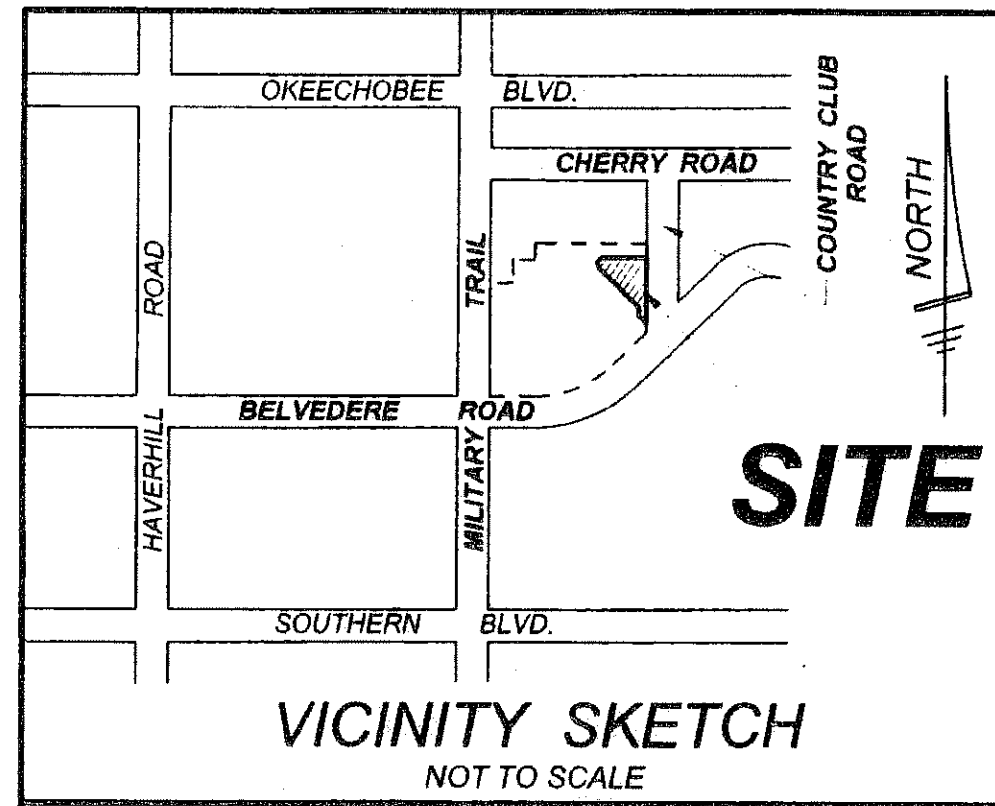 OKEECHOBEE BLVD.
CHERRY ROAD
COUNTRY CLUB
ROAD
NORTH
HAVERHILL ROAD
MILITARY TRAIL
BELVEDERE ROAD
SITE
SOUTHERN BLVD.
VICINITY SKETCH
NOT TO SCALE